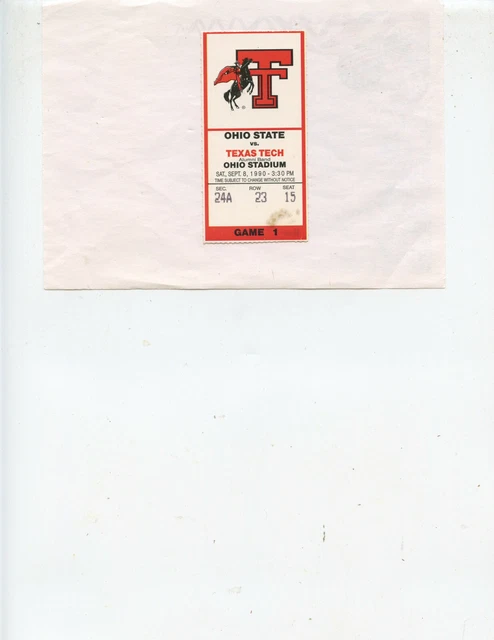 TT
OHIO STATE
vs.
TEXAS TECH
Alumni Band
OHIO STADIUM
SAT, SEPT. 8, 1990 - 3:30 PM
TIME SUBJECT TO CHANGE WITHOUT NOTICE
SEC. ROW SEAT
24A 23 15
GAME 1